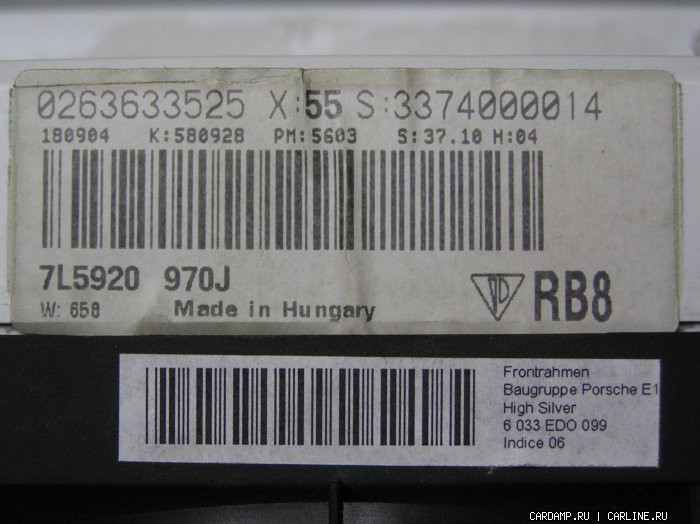 0263633525 X:55 S:3374000014
180904 K:580928 PM:5603 S:37.10 H:04
7L5920 970J
RB8
W: 658 Made in Hungary
Frontrahmen
Baugruppe Porsche E1
High Silver
6 033 EDO 099
Indice 06
CARDAMP.RU | CARLINE.RU